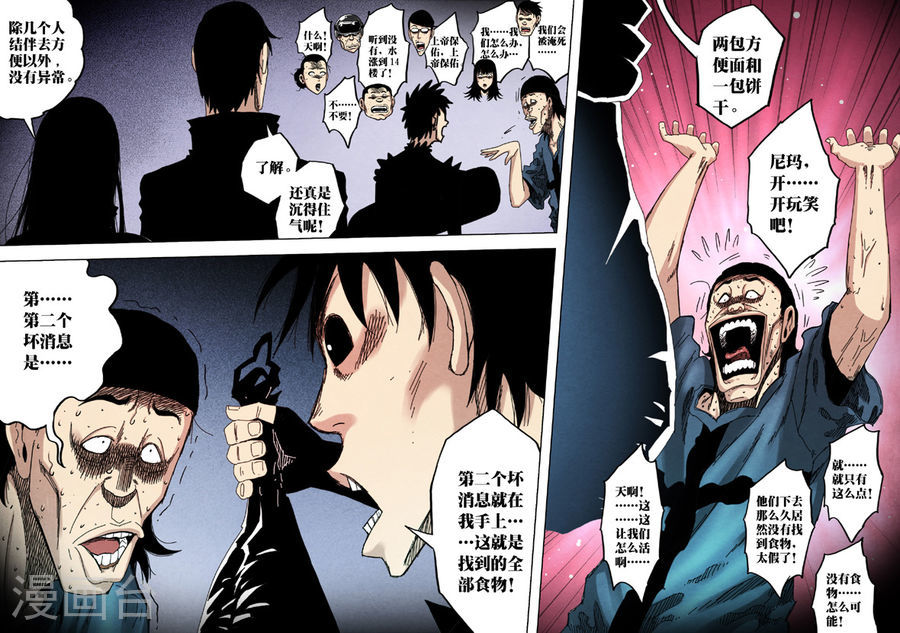 除几个人
结伴去方
便以外，
没有异常。
什么！
天啊！
听到没
有，水
涨到14
楼了！
上帝保
佑，上
帝保佑
我……我
们怎么办，
怎么办…
我们会
被淹死
……
不……
不要！
了解。
还真是
沉得住
气呢！
第……
第二个
坏消息
是……
第二个坏
消息就在
我手上…
…这就是
找到的全
部食物！
两包方
便面和
一包饼
干。
尼玛，
开……
开玩笑
吧！
天啊！
……这
……这
让我们
怎么活
啊……
他们下去
那么久居
然没有找
到食物，
太假了！
就……
就只有
这么点！
没有食
物……
怎么可
能！
漫画台